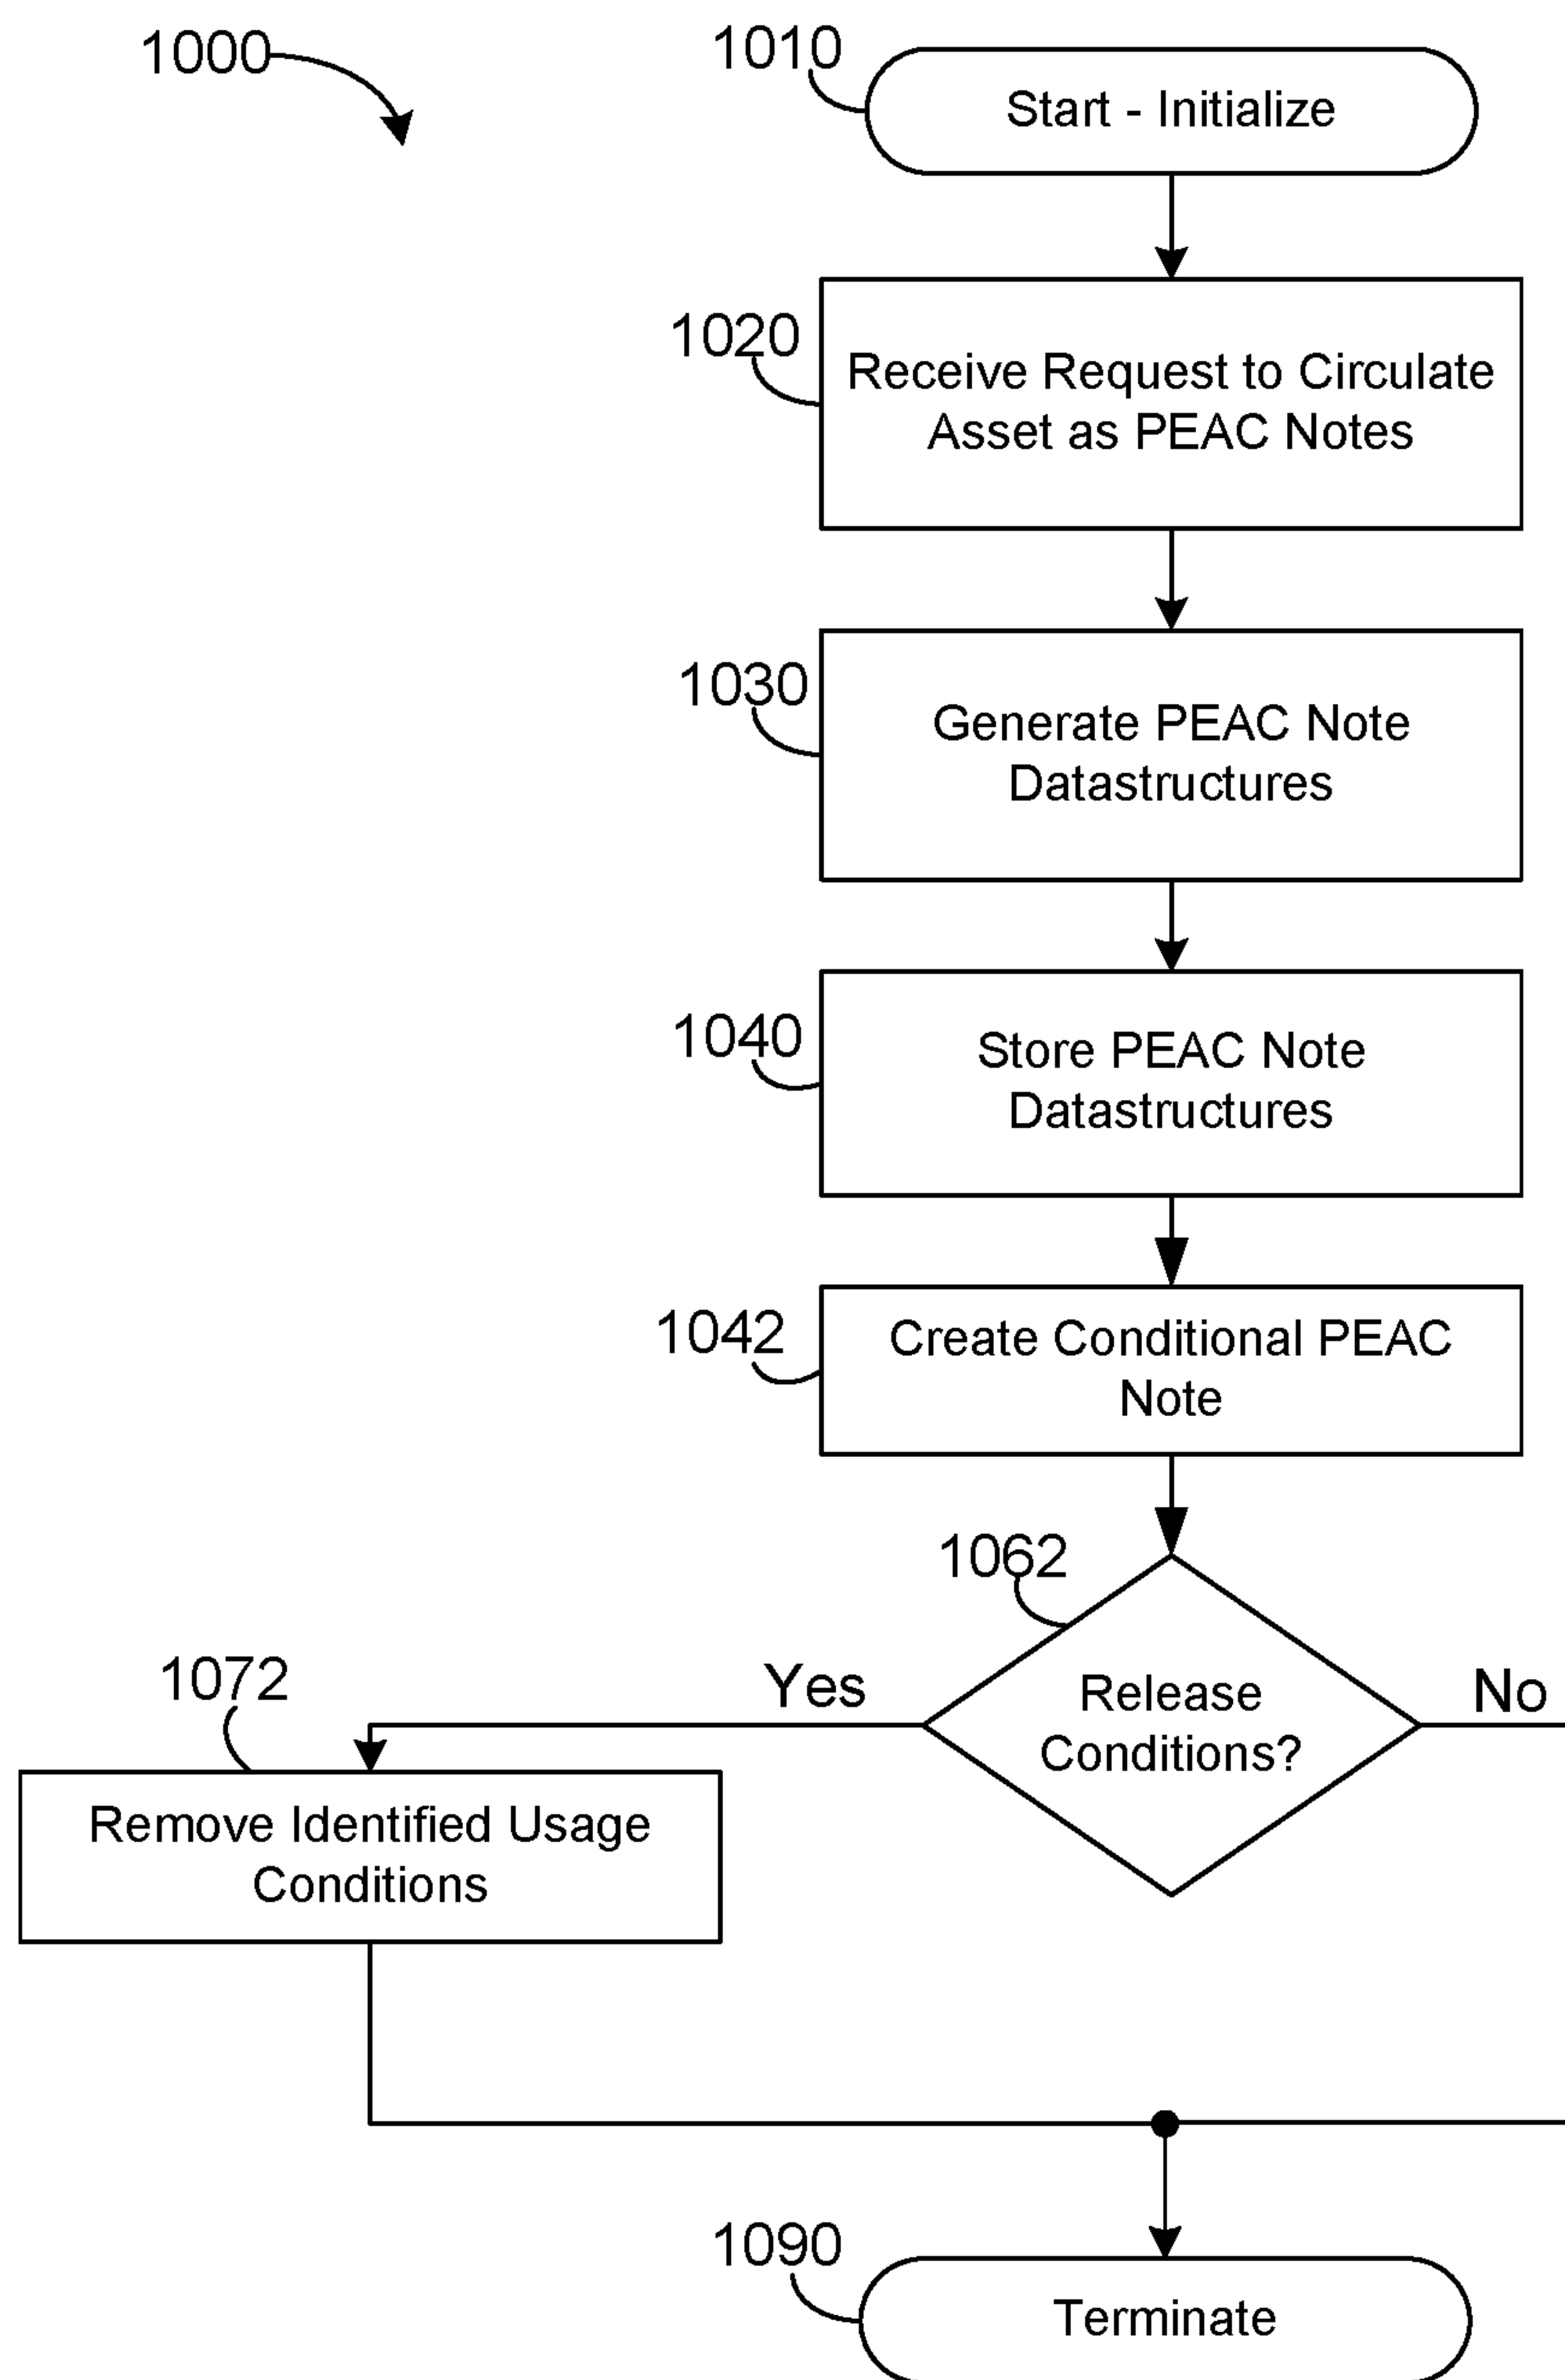 1000
1010
Start - Initialize
1020
Receive Request to Circulate
Asset as PEAC Notes
1030
Generate PEAC Note
Datastructures
1040
Store PEAC Note
Datastructures
1042
Create Conditional PEAC
Note
1062
Release
Conditions?
Yes
No
1072
Remove Identified Usage
Conditions
1090
Terminate